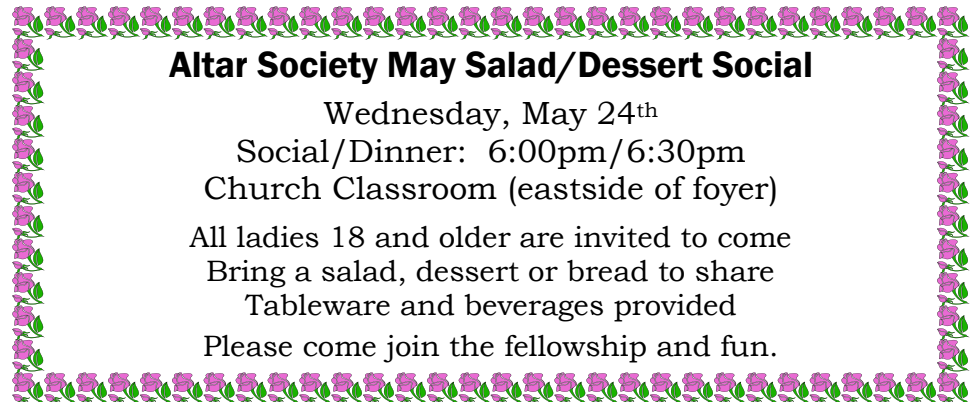 Altar Society May Salad/Dessert Social
Wednesday, May 24th
Social/Dinner:  6:00pm/6:30pm
Church Classroom (eastside of foyer)
All ladies 18 and older are invited to come
Bring a salad, dessert or bread to share
Tableware and beverages provided
Please come join the fellowship and fun.